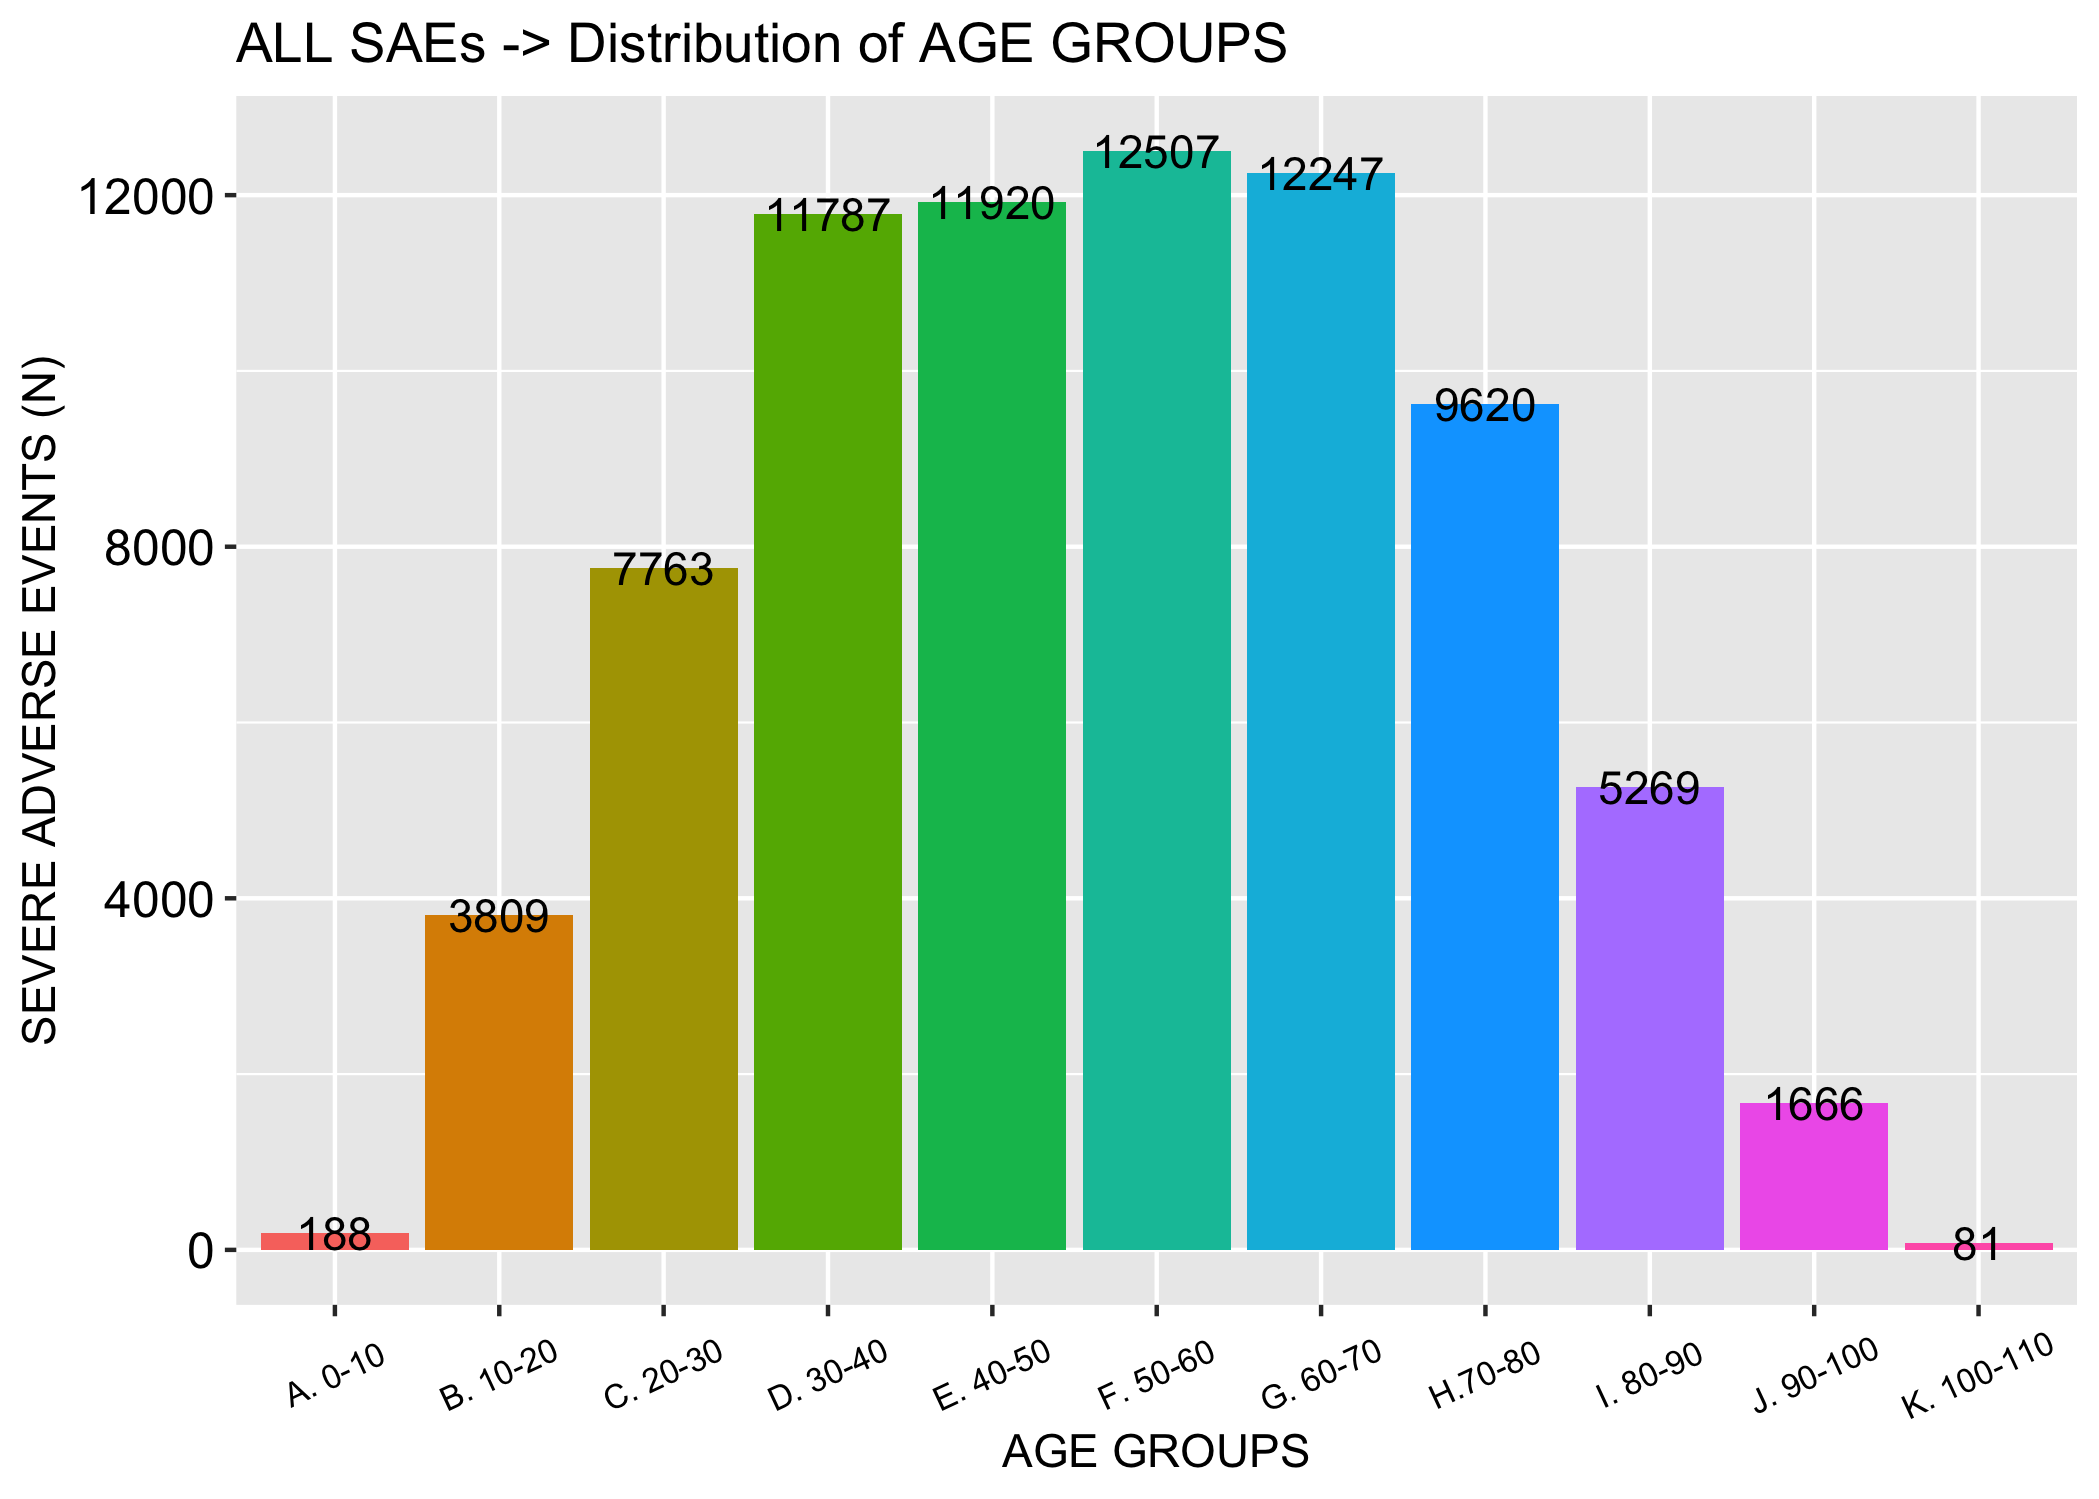 ALL SAEs -> Distribution of AGE GROUPS
SEVERE ADVERSE EVENTS (N)
12000
8000
4000
0
188
3809
7763
11787
11920
12507
12247
9620
5269
1666
81
A. 0-10
B. 10-20
C. 20-30
D. 30-40
E. 40-50
F. 50-60
G. 60-70
H.70-80
I. 80-90
J. 90-100
K. 100-110
AGE GROUPS